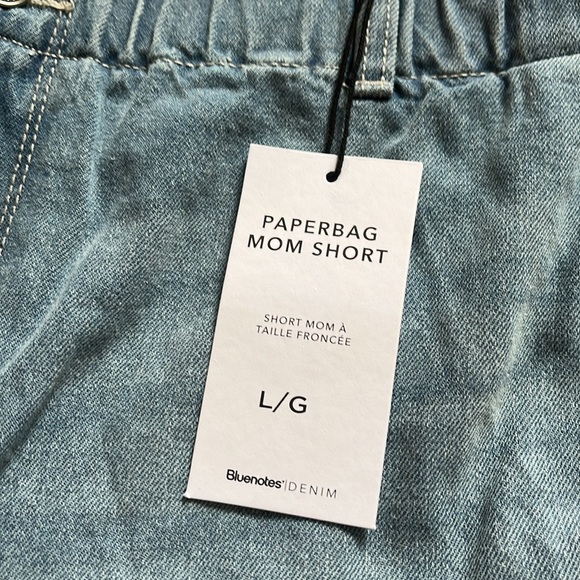 PAPERBAG
MOM SHORT
SHORT MOM À
TAILLE FRONCÉE
L/G
Bluenotes®|DENIM